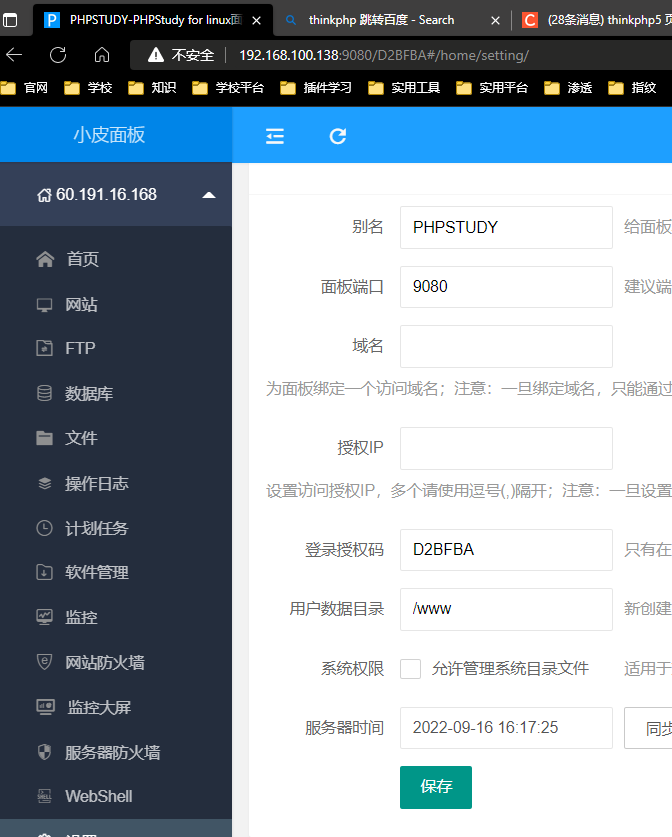 PHPSTUDY-PHPStudy for linux面
thinkphp 跳转百度 - Search
(28条消息) thinkphp5 页
不安全 192.168.100.138:9080/D2BFBA#/home/setting/
官网 学校 知识 学校平台 插件学习 实用工具 实用平台 渗透 指纹
小皮面板
60.191.16.168
首页
网站
FTP
数据库
文件
操作日志
计划任务
软件管理
监控
网站防火墙
监控大屏
服务器防火墙
WebShell
别名 PHPSTUDY 给面板
面板端口 9080 建议端
域名
为面板绑定一个访问域名；注意：一旦绑定域名，只能通过
授权IP
设置访问授权IP，多个请使用逗号(,)隔开；注意：一旦设置
登录授权码 D2BFBA 只有在
用户数据目录 /www 新创建
系统权限 允许管理系统目录文件 适用于
服务器时间 2022-09-16 16:17:25 同步
保存